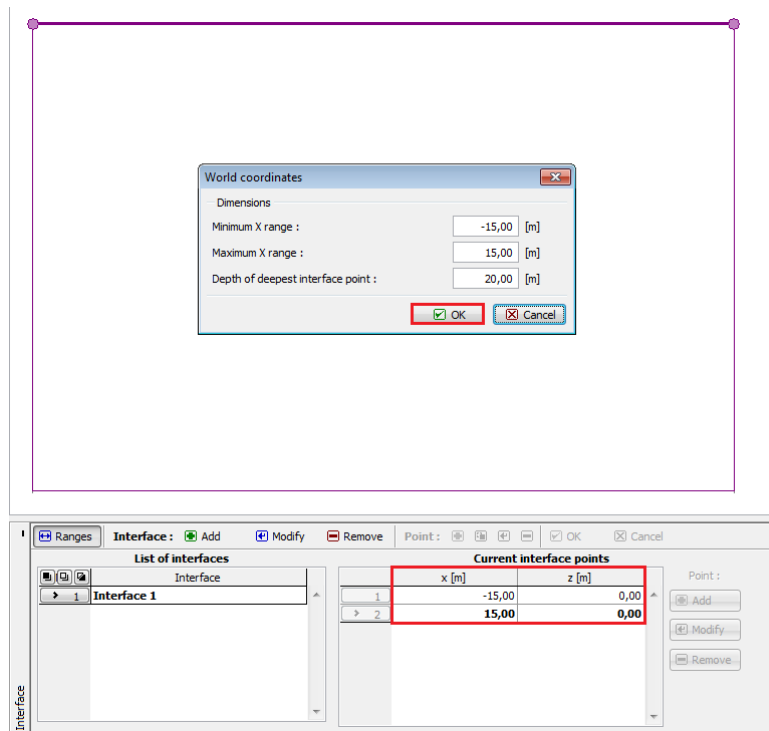 World coordinates
Dimensions
Minimum X range : -15,00 [m]
Maximum X range : 15,00 [m]
Depth of deepest interface point : 20,00 [m]
OK Cancel
Ranges Interface : Add Modify Remove Point : OK Cancel
List of interfaces Current interface points
Interface x [m] z [m] Point :
1 Interface 1 1 -15,00 0,00 Add
2 15,00 0,00
Modify
Remove
Interface